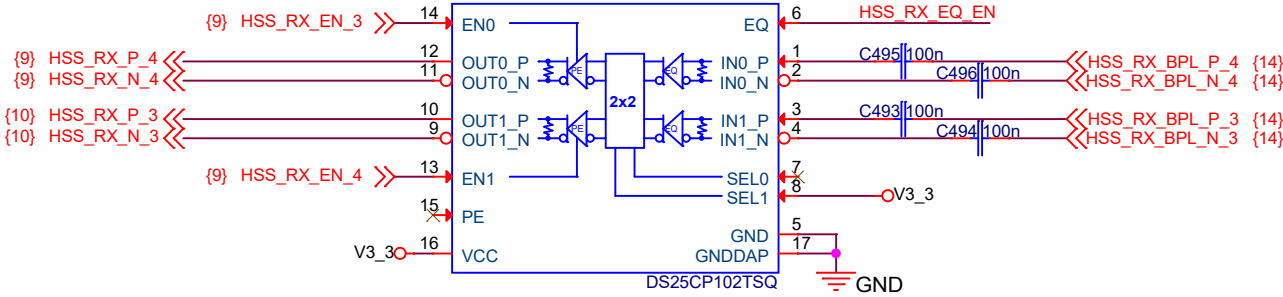 {9} HSS_RX_EN_3 14 EN0 EQ 6 HSS_RX_EQ_EN
{9} HSS_RX_P_4 12 OUT0_P PE EQ IN0_P 1 C495 100n HSS_RX_BPL_P_4 {14}
{9} HSS_RX_N_4 11 OUT0_N IN0_N 2 C496 100n HSS_RX_BPL_N_4 {14}
2x2
{10} HSS_RX_P_3 10 OUT1_P PE EQ IN1_P 3 C493 100n HSS_RX_BPL_P_3 {14}
{10} HSS_RX_N_3 9 OUT1_N IN1_N 4 C494 100n HSS_RX_BPL_N_3 {14}
{9} HSS_RX_EN_4 13 EN1 SEL0 7
SEL1 8 V3_3
15 PE
GND 5
V3_3 16 VCC GNDDAP 17
DS25CP102TSQ GND